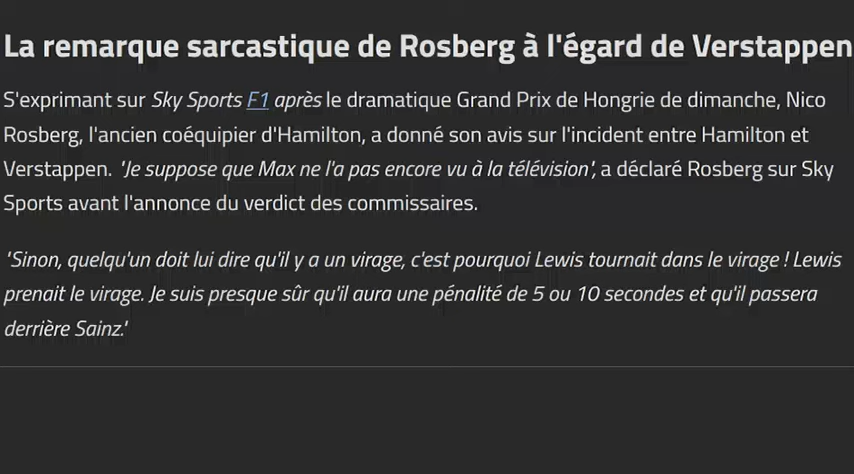 La remarque sarcastique de Rosberg à l'égard de Verstappen
S'exprimant sur Sky Sports F1 après le dramatique Grand Prix de Hongrie de dimanche, Nico
Rosberg, l'ancien coéquipier d'Hamilton, a donné son avis sur l'incident entre Hamilton et
Verstappen. "Je suppose que Max ne l'a pas encore vu à la télévision", a déclaré Rosberg sur Sky
Sports avant l'annonce du verdict des commissaires.
"Sinon, quelqu'un doit lui dire qu'il y a un virage, c'est pourquoi Lewis tournait dans le virage ! Lewis
prenait le virage. Je suis presque sûr qu'il aura une pénalité de 5 ou 10 secondes et qu'il passera
derrière Sainz."